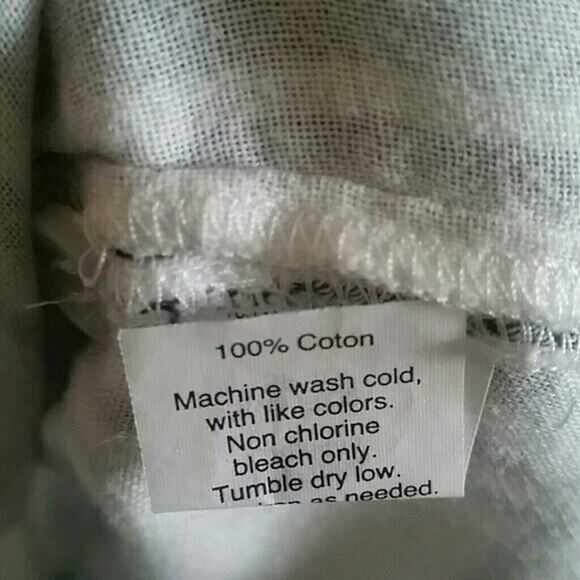 100% Coton
Machine wash cold,
with like colors.
Non chlorine
bleach only.
Tumble dry low.
as needed.